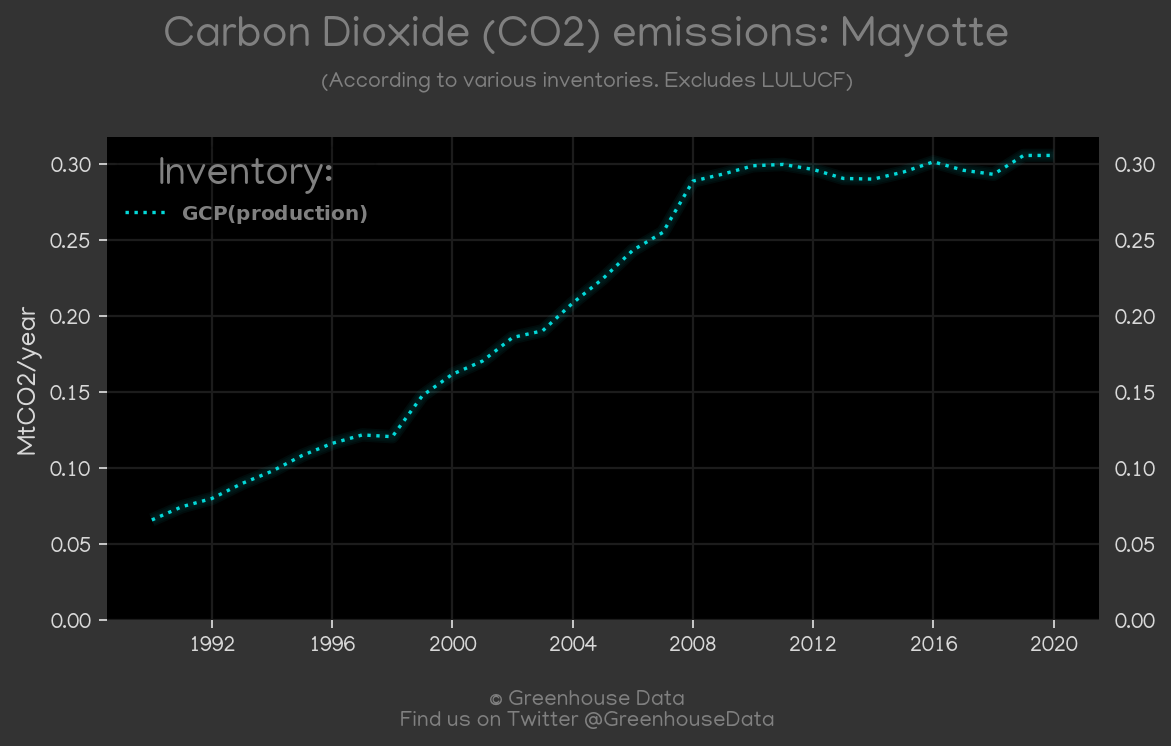 Carbon Dioxide (CO2) emissions: Mayotte
(According to various inventories. Excludes LULUCF)
Inventory:
GCP(production)
MtCO2/year
0.30
0.25
0.20
0.15
0.10
0.05
0.00
0.30
0.25
0.20
0.15
0.10
0.05
0.00
1992 1996 2000 2004 2008 2012 2016 2020
© Greenhouse Data
Find us on Twitter @GreenhouseData